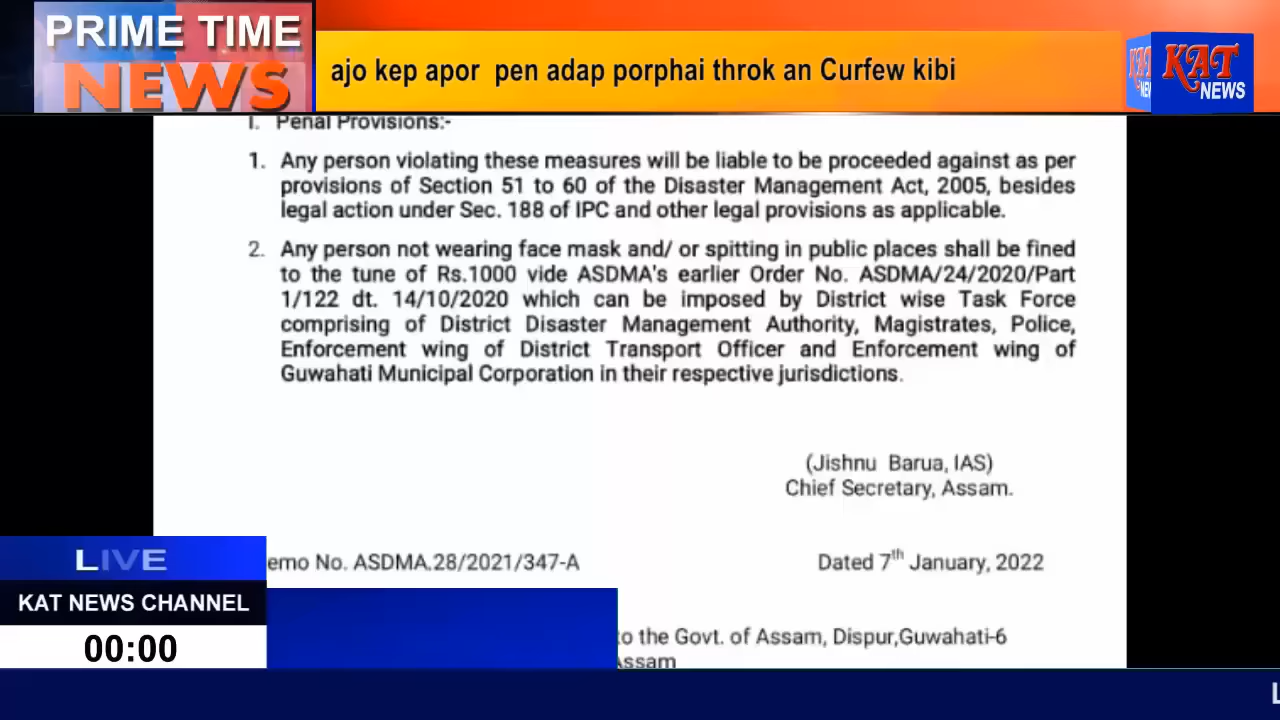 PRIME TIME
NEWS
ajo kep apor pen adap porphai throk an Curfew kibi
KAT
NEWS
I. Penal Provisions:-
1. Any person violating these measures will be liable to be proceeded against as per
provisions of Section 51 to 60 of the Disaster Management Act, 2005, besides
legal action under Sec. 188 of IPC and other legal provisions as applicable.
2. Any person not wearing face mask and/ or spitting in public places shall be fined
to the tune of Rs.1000 vide ASDMA's earlier Order No. ASDMA/24/2020/Part
1/122 dt. 14/10/2020 which can be imposed by District wise Task Force
comprising of District Disaster Management Authority, Magistrates, Police,
Enforcement wing of District Transport Officer and Enforcement wing of
Guwahati Municipal Corporation in their respective jurisdictions.
(Jishnu Barua, IAS)
Chief Secretary, Assam.
emo No. ASDMA.28/2021/347-A Dated 7th January, 2022
to the Govt. of Assam, Dispur,Guwahati-6
Assam
LIVE
KAT NEWS CHANNEL
00:00